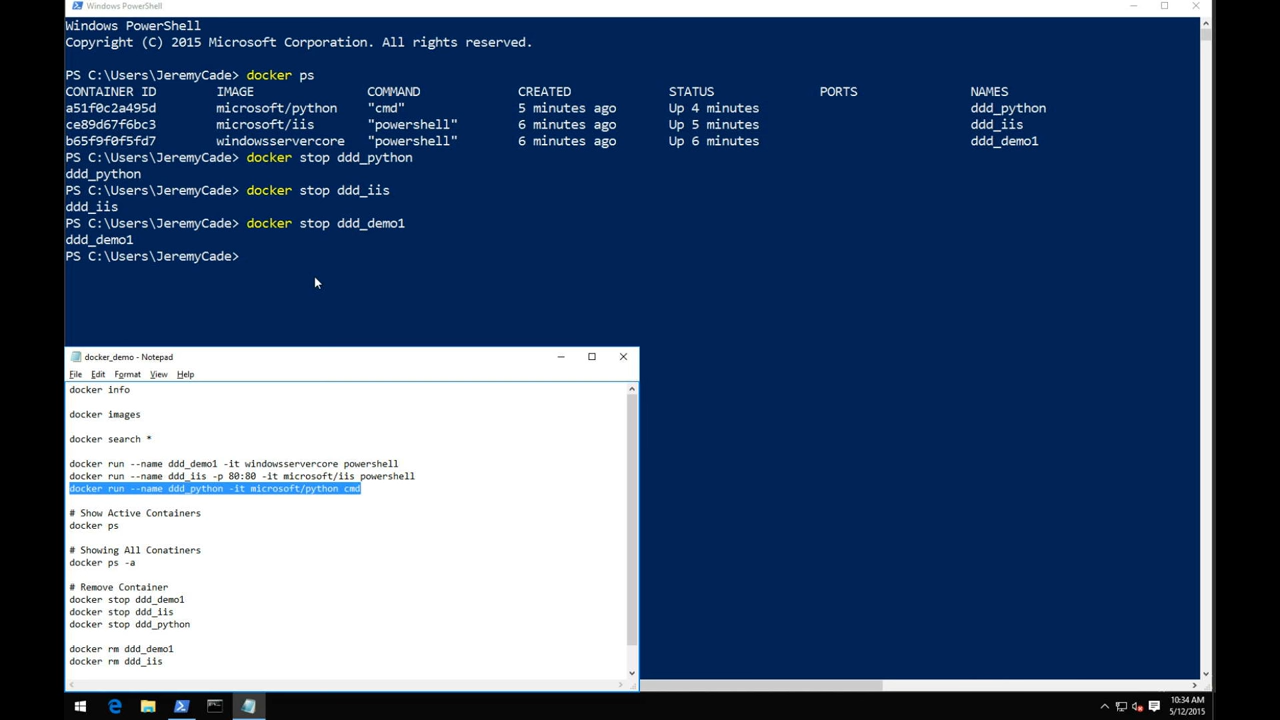 Windows PowerShell
Windows PowerShell
Copyright (C) 2015 Microsoft Corporation. All rights reserved.
PS C:\Users\JeremyCade> docker ps
CONTAINER ID IMAGE COMMAND CREATED STATUS PORTS NAMES
a51f0c2a495d microsoft/python "cmd" 5 minutes ago Up 4 minutes ddd_python
ce89d67f6bc3 microsoft/iis "powershell" 6 minutes ago Up 5 minutes ddd_iis
b65f9f0f5fd7 windowsservercore "powershell" 6 minutes ago Up 6 minutes ddd_demo1
PS C:\Users\JeremyCade> docker stop ddd_python
ddd_python
PS C:\Users\JeremyCade> docker stop ddd_iis
ddd_iis
PS C:\Users\JeremyCade> docker stop ddd_demo1
ddd_demo1
PS C:\Users\JeremyCade>
docker_demo - Notepad
File Edit Format View Help
docker info
docker images
docker search *
docker run --name ddd_demo1 -it windowsservercore powershell
docker run --name ddd_iis -p 80:80 -it microsoft/iis powershell
docker run --name ddd_python -it microsoft/python cmd
# Show Active Containers
docker ps
# Showing All Conatiners
docker ps -a
# Remove Container
docker stop ddd_demo1
docker stop ddd_iis
docker stop ddd_python
docker rm ddd_demo1
docker rm ddd_iis
10:34 AM
5/12/2015